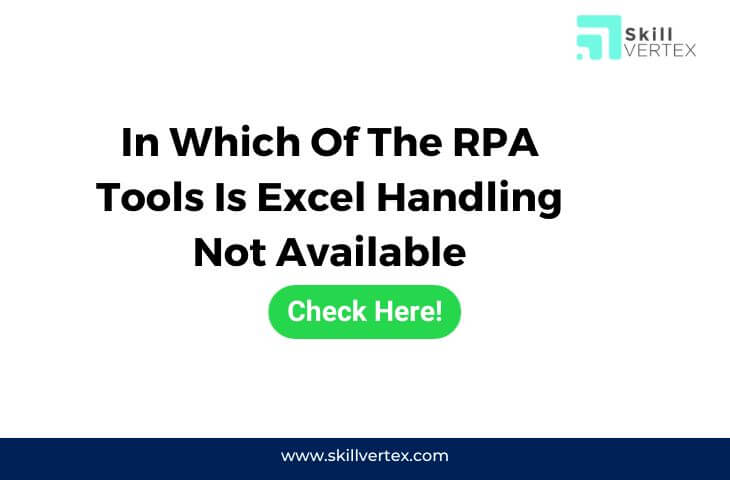 Skill
VERTEX
In Which Of The RPA
Tools Is Excel Handling
Not Available
Check Here!
www.skillvertex.com